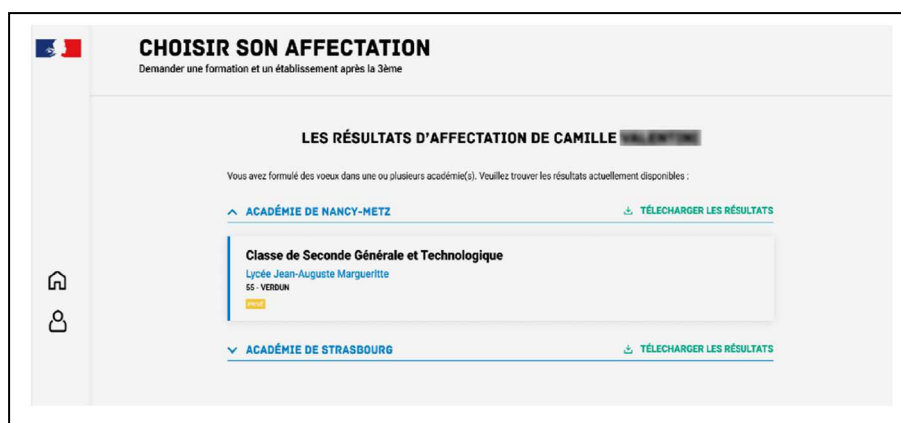 CHOISIR SON AFFECTATION
Demander une formation et un établissement après la 3ème
LES RÉSULTATS D'AFFECTATION DE CAMILLE
Vous avez formulé des voeux dans une ou plusieurs académie(s). Veuillez trouver les résultats actuellement disponibles :
ACADÉMIE DE NANCY-METZ TÉLECHARGER LES RÉSULTATS
Classe de Seconde Générale et Technologique
Lycée Jean-Auguste Margueritte
55 - VERDUN
ACADÉMIE DE STRASBOURG TÉLECHARGER LES RÉSULTATS